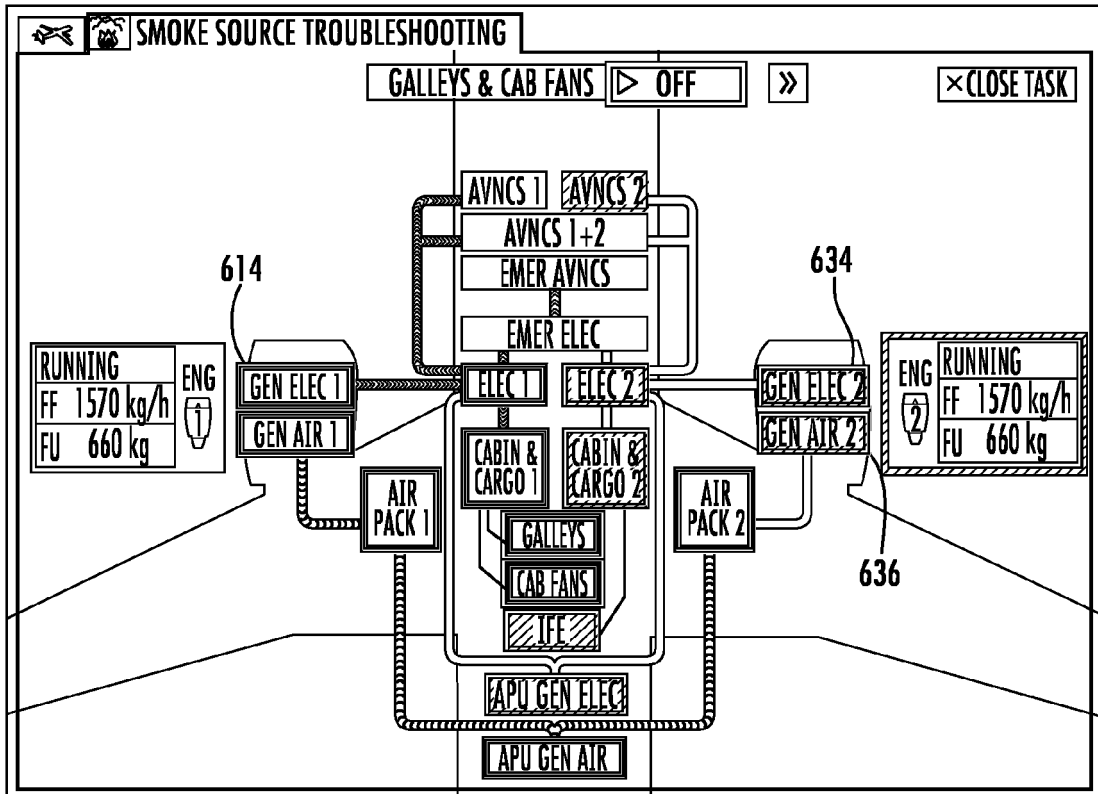 SMOKE SOURCE TROUBLESHOOTING
GALLEYS & CAB FANS ▷ OFF » ×CLOSE TASK
AVNCS 1 AVNCS 2
AVNCS 1+2
EMER AVNCS
EMER ELEC
614
634
RUNNING
FF 1570 kg/h
FU 660 kg
ENG
1
GEN ELEC 1
GEN AIR 1
ELEC 1 ELEC 2
GEN ELEC 2
GEN AIR 2
ENG
2
RUNNING
FF 1570 kg/h
FU 660 kg
636
AIR
PACK 1
CABIN &
CARGO 1
CABIN &
CARGO 2
AIR
PACK 2
GALLEYS
CAB FANS
IFE
APU GEN ELEC
APU GEN AIR